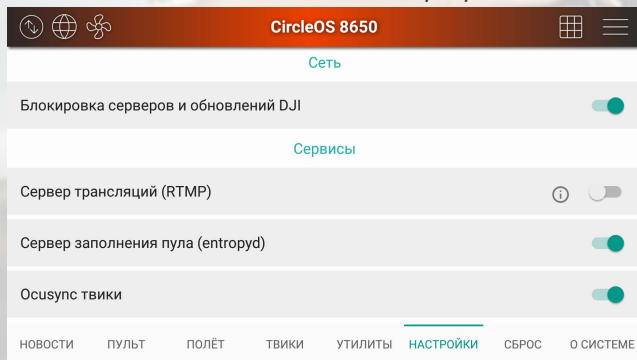 CircleOS 8650
Сеть
Блокировка серверов и обновлений DJI
Сервисы
Сервер трансляций (RTMP)
Сервер заполнения пула (entropyd)
Ocusync твики
НОВОСТИ ПУЛЬТ ПОЛЁТ ТВИКИ УТИЛИТЫ НАСТРОЙКИ СБРОС О СИСТЕМЕ